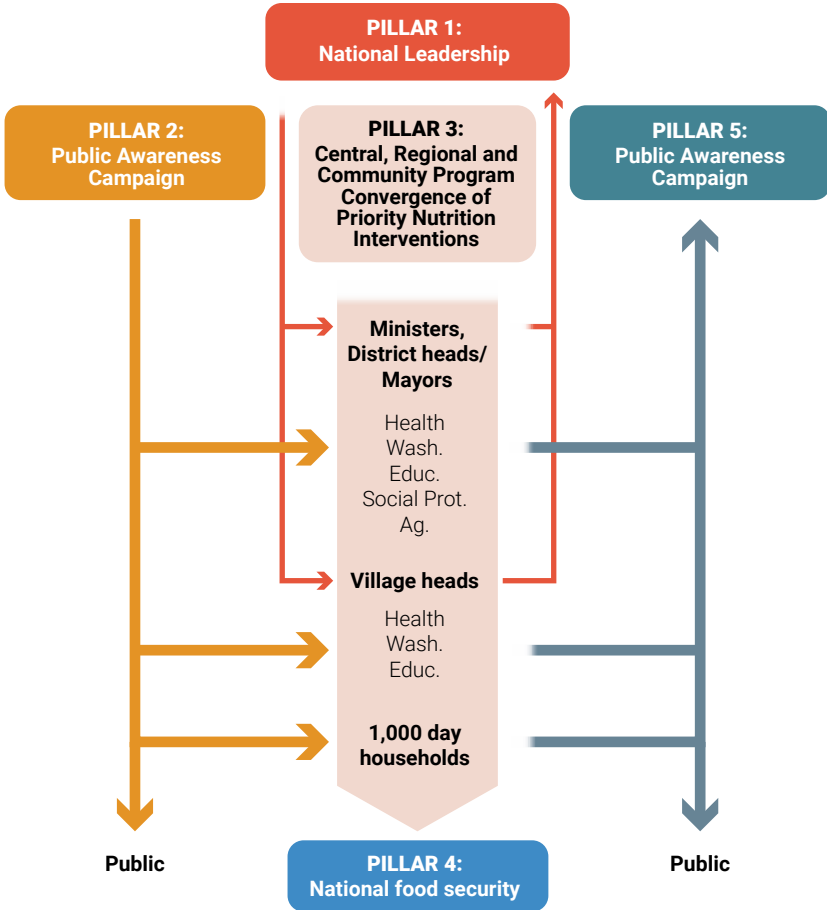 PILLAR 1:
National Leadership
PILLAR 2:
Public Awareness
Campaign
PILLAR 3:
Central, Regional and
Community Program
Convergence of
Priority Nutrition
Interventions
PILLAR 5:
Public Awareness
Campaign
Ministers,
District heads/
Mayors
Health
Wash.
Educ.
Social Prot.
Ag.
Village heads
Health
Wash.
Educ.
1,000 day
households
Public
PILLAR 4:
National food security
Public